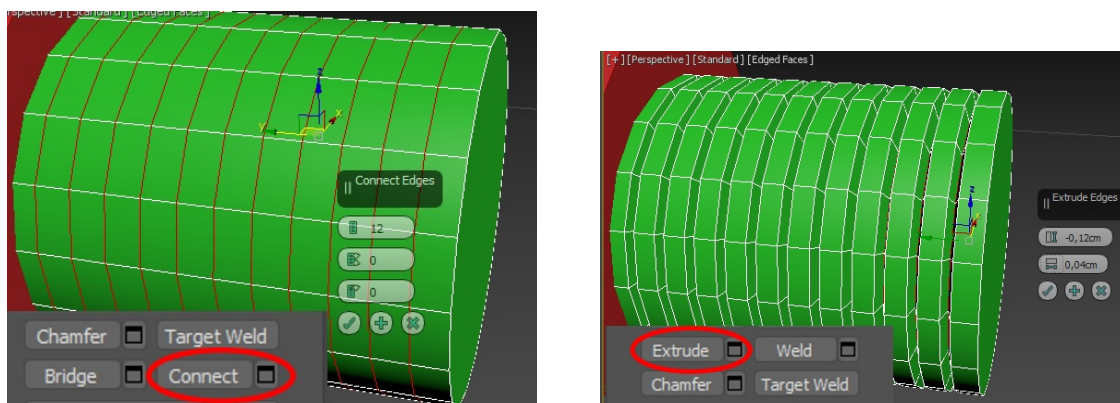 Perspective ] [ Standard ] [ Edged Faces ]
Connect Edges
12
0
0
Chamfer Target Weld
Bridge Connect
[ + ] [ Perspective ] [ Standard ] [ Edged Faces ]
Extrude Edges
-0,12cm
0,04cm
Extrude Weld
Chamfer Target Weld